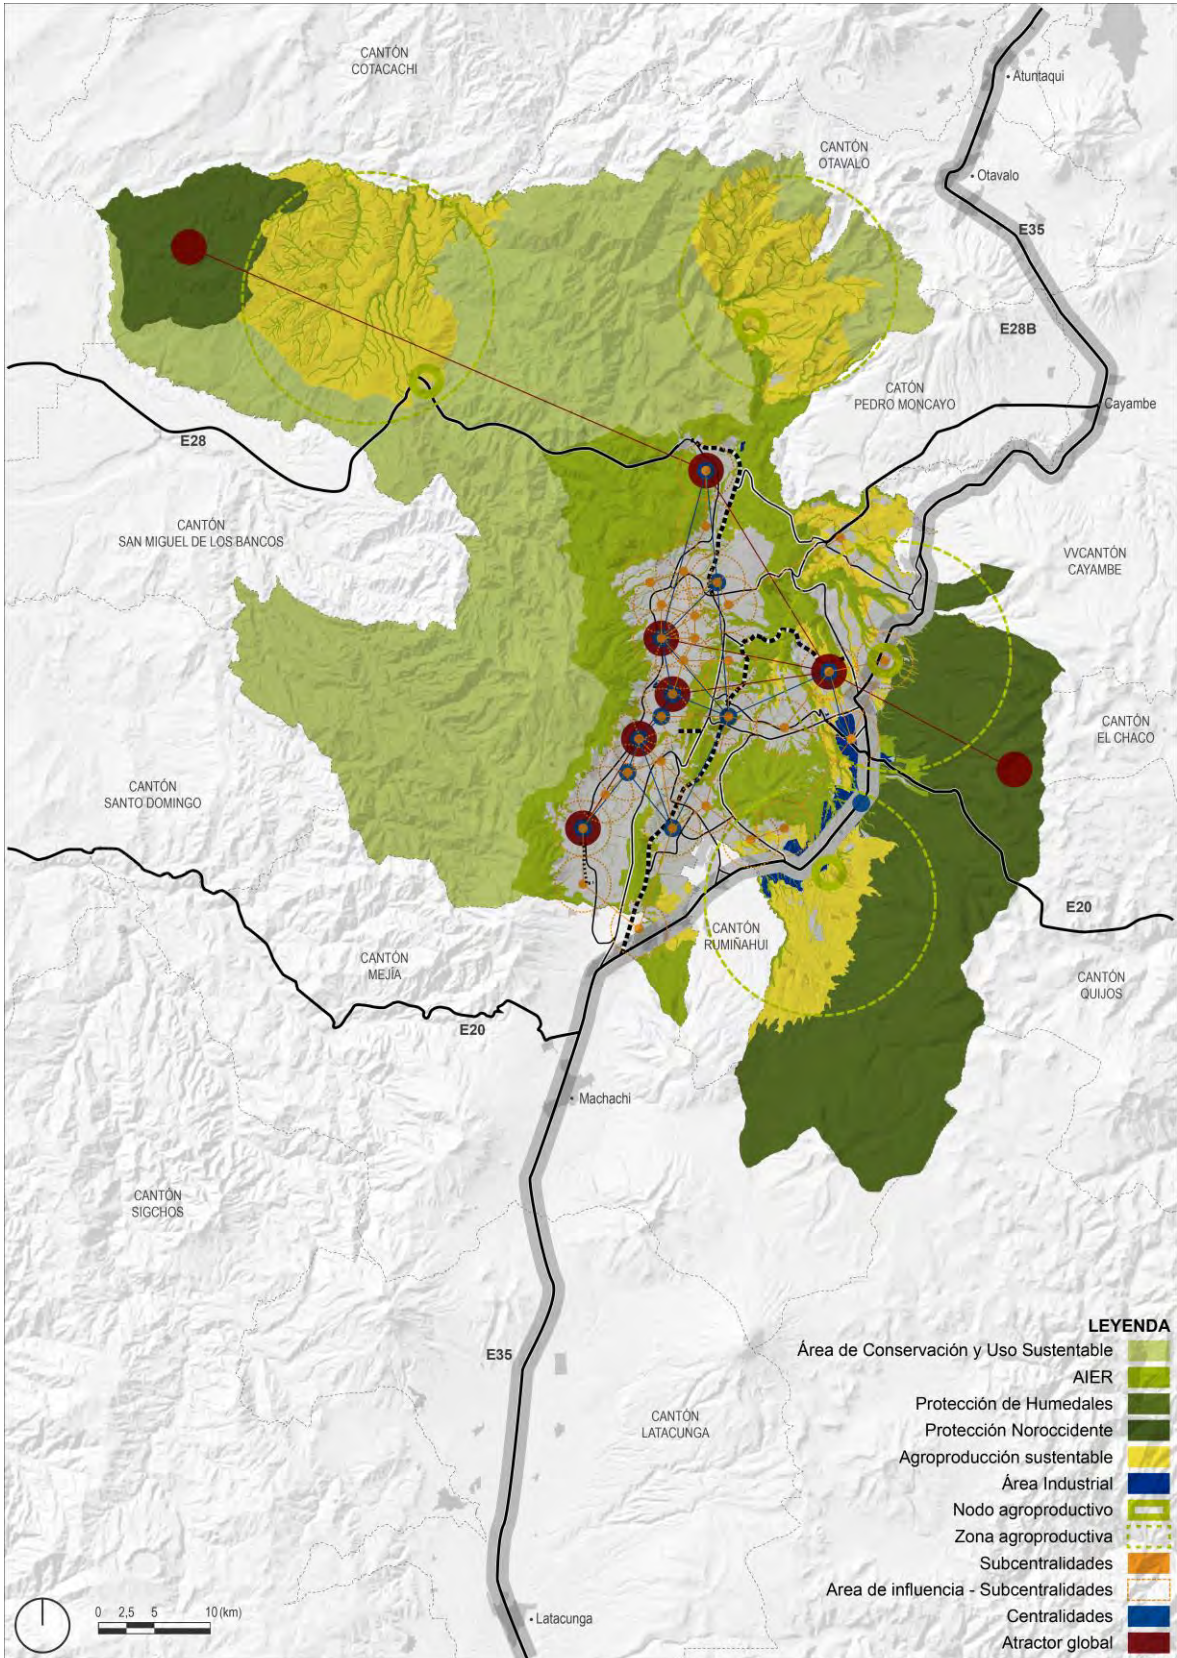 CANTÓN
COTACACHI
Atuntaqui
CANTÓN
OTAVALO
Otavalo
E35
E28B
CATÓN
PEDRO MONCAYO
Cayambe
E28
CANTÓN
SAN MIGUEL DE LOS BANCOS
VVCANTÓN
CAYAMBE
CANTÓN
EL CHACO
CANTÓN
SANTO DOMINGO
E20
CANTÓN
RUMIÑAHUI
CANTÓN
MEJÍA
CANTÓN
QUIJOS
E20
Machachi
CANTÓN
SIGCHOS
E35
CANTÓN
LATACUNGA
Latacunga
LEYENDA
Área de Conservación y Uso Sustentable
AIER
Protección de Humedales
Protección Noroccidente
Agroproducción sustentable
Área Industrial
Nodo agroproductivo
Zona agroproductiva
Subcentralidades
Area de influencia - Subcentralidades
Centralidades
Atractor global
0 2,5 5 10 (km)